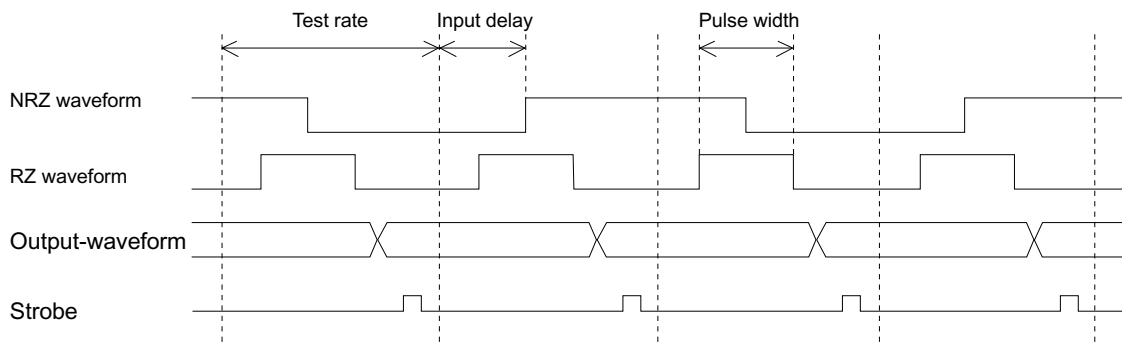 Test rate
Input delay
Pulse width
NRZ waveform
RZ waveform
Output-waveform
Strobe